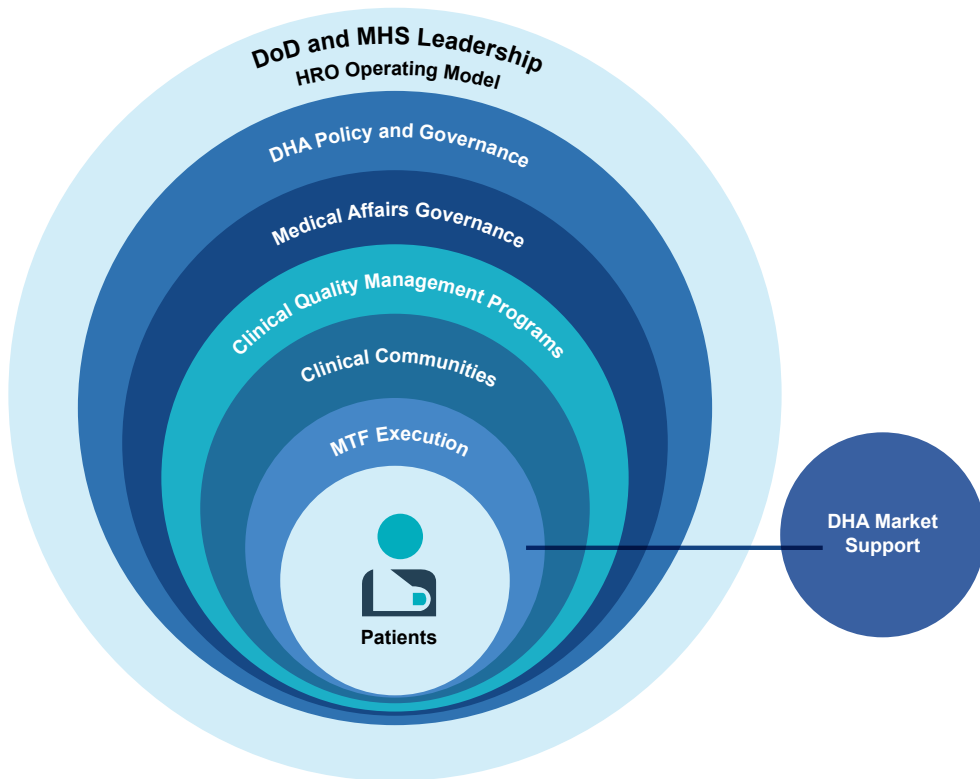 DoD and MHS Leadership
HRO Operating Model
DHA Policy and Governance
Medical Affairs Governance
Clinical Quality Management Programs
Clinical Communities
MTF Execution
Patients
DHA Market
Support